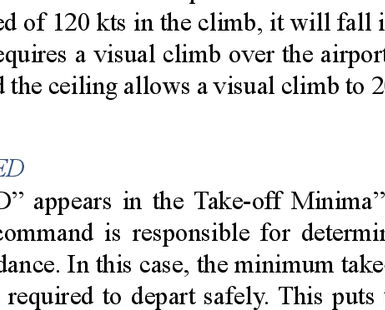 ed of 120 kts in the climb, it will fall i
equires a visual climb over the airport
d the ceiling allows a visual climb to 20
ED
D” appears in the Take-off Minima”
command is responsible for determin
dance. In this case, the minimum take-
required to depart safely. This puts